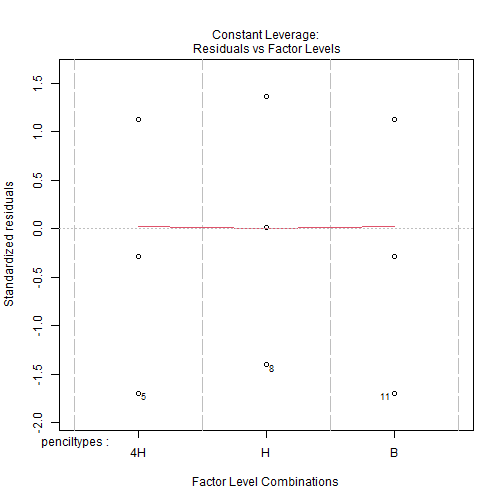 Constant Leverage:
Residuals vs Factor Levels
Standardized residuals
1.5
1.0
0.5
0.0
-0.5
-1.0
-1.5
-2.0
5
8
11
penciltypes :
4H H B
Factor Level Combinations